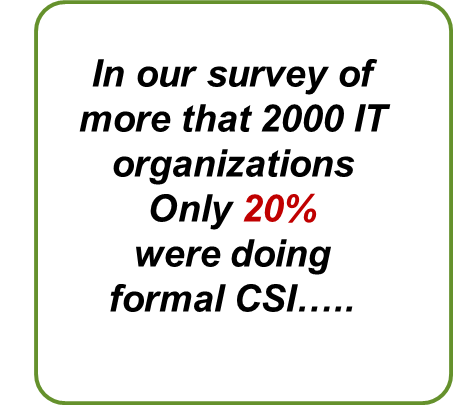 In our survey of
more that 2000 IT
organizations
Only 20%
were doing
formal CSI…..